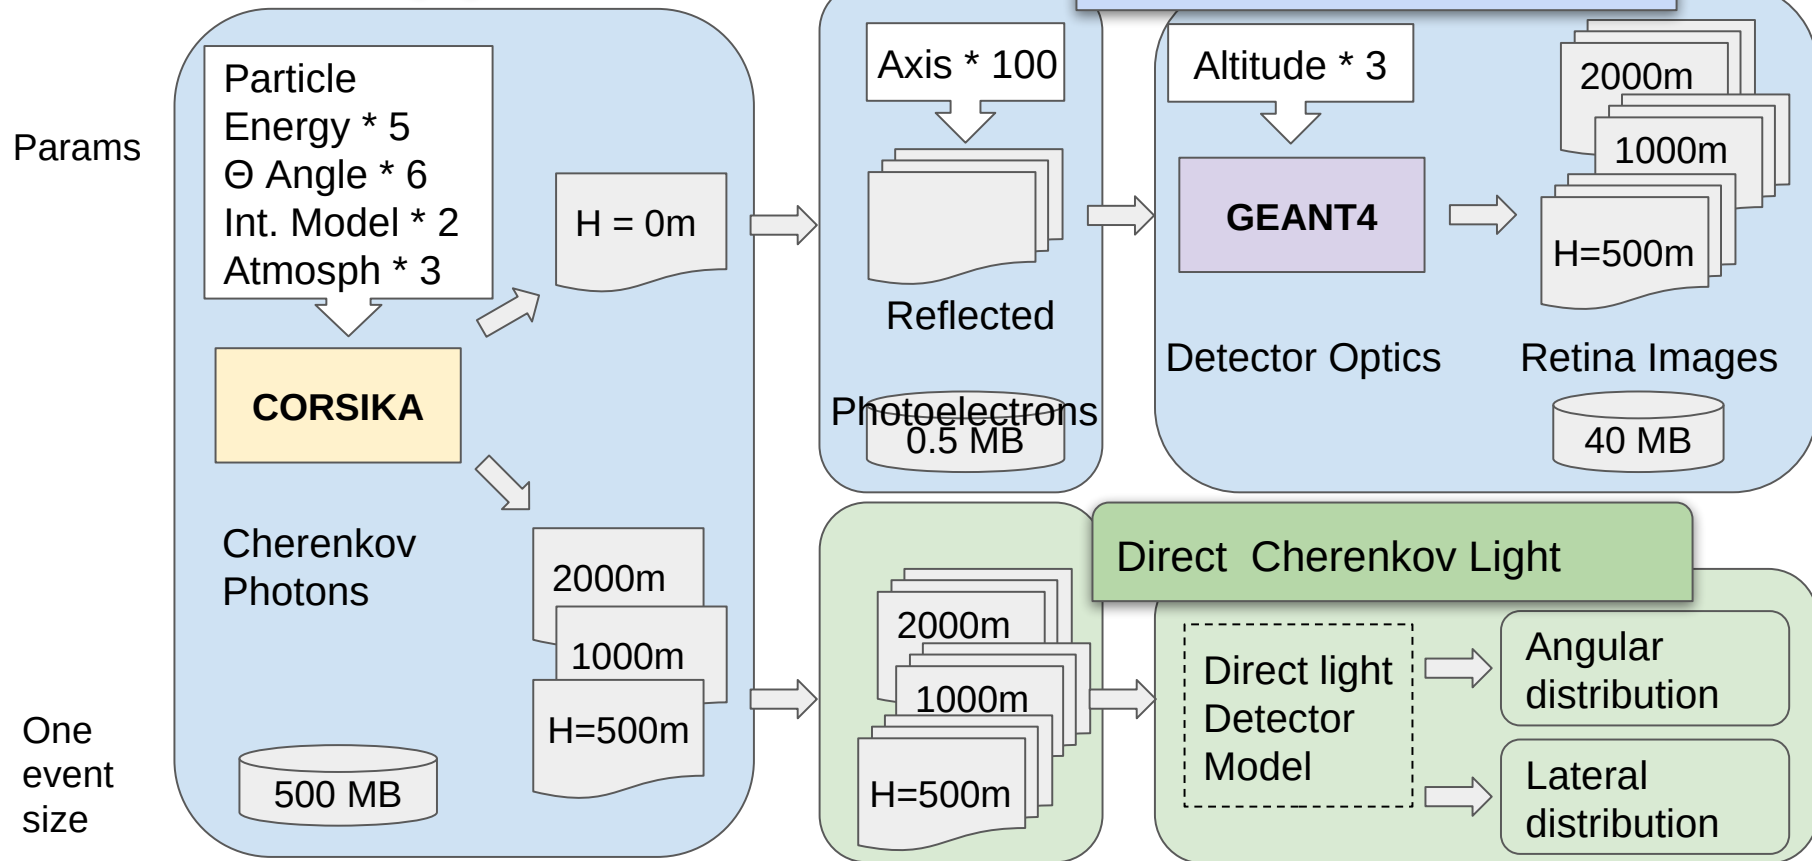 Params
Particle
Energy * 5
Θ Angle * 6
Int. Model * 2
Atmosph * 3
H = 0m
CORSIKA
Cherenkov
Photons
2000m
1000m
H=500m
One
event
size
500 MB
Axis * 100
Reflected
Photoelectrons
0.5 MB
Altitude * 3
GEANT4
Detector Optics
2000m
1000m
H=500m
Retina Images
40 MB
Direct  Cherenkov Light
2000m
1000m
H=500m
Direct light
Detector
Model
Angular
distribution
Lateral
distribution